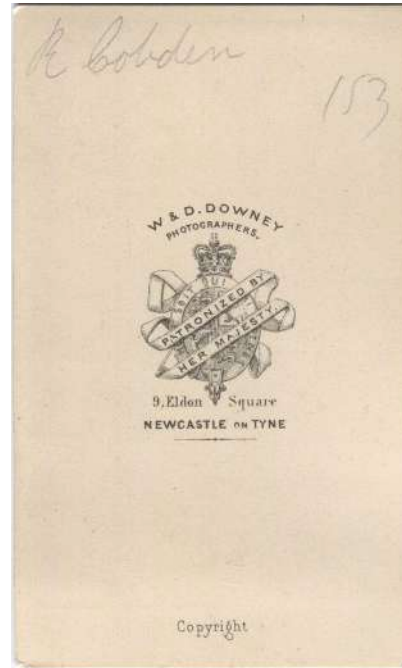 R Cobden
153
W & D. DOWNEY
PHOTOGRAPHERS,
PATRONIZED BY
HER MAJESTY.
9, Eldon Square
NEWCASTLE ON TYNE
Copyright